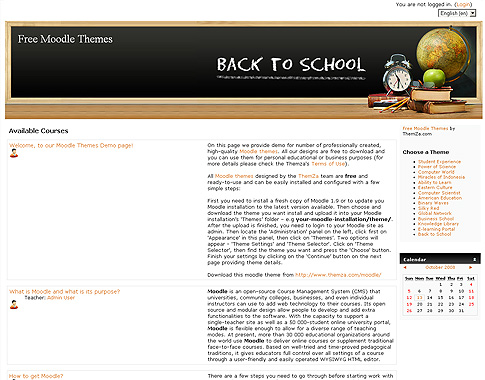 You are not logged in. (Login)
English (en)
Free Moodle Themes
BACK TO SCHOOL
Available Courses
Welcome, to our Moodle Themes Demo page!
On this page we provide demo for number of professionally created,
high-quality Moodle themes. All our designs are free to download and
you can use them for personal educational or business purposes (for
more details please check the Themza's Terms of Use).
All Moodle themes designed by the ThemZa team are free and
ready-to-use and can be easily installed and configured with a few
simple steps:
First you need to install a fresh copy of Moodle 1.9 or to update you
Moodle installation to the latest version available. Then choose and
download the theme you want install and upload it into your Moodle
installation's 'Themes' folder – e.g your-moodle-installation/theme/.
After the upload is finished, you need to login to your Moodle site as
admin. Then locate the 'Administration' panel on the left, click first on
'Appearance' in this panel, then click on 'Themes'. Two options will
appear – 'Theme Settings' and 'Theme Selector'. Click on 'Theme
Selector', then find the theme you want and press the 'Choose' button.
Finish your settings by clicking on the 'Continue' button on the next
page providing theme details.
Download this moodle theme from http://www.themza.com/moodle/
What is Moodle and what is its purpose?
Teacher: Admin User
Moodle is an open-source Course Management System (CMS) that
universities, community colleges, businesses, and even individual
instructors can use to add web technology to their courses. Its open
source and modular design allow people to develop and add extra
functionalities to the software. With the capacity to support a
single-teacher site as well as a 50 000-student online university portal,
Moodle is flexible enough to for a diverse range of teaching
modes. At present, more than 30 000 educational organizations around
the world use Moodle to deliver online courses or supplement traditional
face-to-face courses. Based on well-tried and time-proved pedagogical
traditions, it gives educators full control over all settings of a course
through a user-friendly and easily operated WYSIWYG HTML editor.
How to get Moodle?
There are a few steps you need to go through before starting work with
Free Moodle Themes by
ThemZa.com
Choose a Theme
Student Experience
Power of Science
Computer World
Miracles of Indonesia
Ability to Learn
Eastern Culture
Computer Scientist
American Education
Binary Waves
Silky Red
Global Network
Business School
Knowledge Library
E-learning Portal
Back to School
Calendar
October 2008
Sun Mon Tue Wed Thu Fri Sat
1 2 3 4
5 6 7 8 9 10 11
12 13 14 15 16 17 18
19 20 21 22 23 24 25
26 27 28 29 30 31